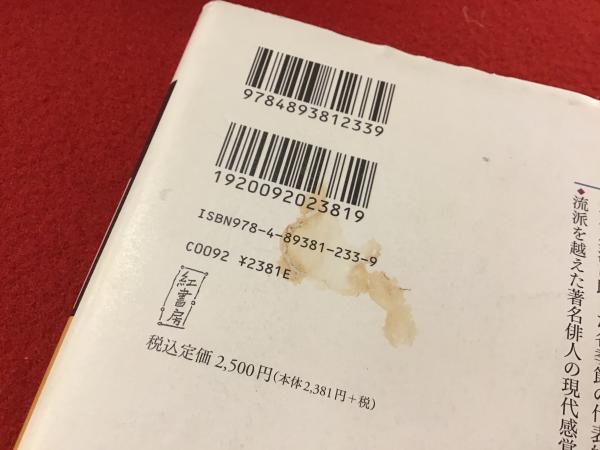 9784893812339
1920092023819
ISBN978-4-89381-233-9
C0092 ¥2381E
紅書房
税込定価2,500円(本体2,381円+税)
◆流派を越えた著名俳人の現代感覚